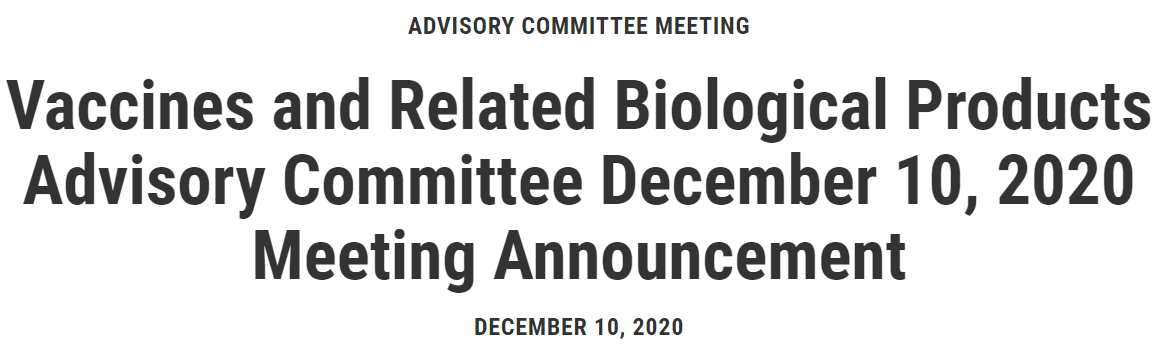 ADVISORY COMMITTEE MEETING
Vaccines and Related Biological Products
Advisory Committee December 10, 2020
Meeting Announcement
DECEMBER 10, 2020